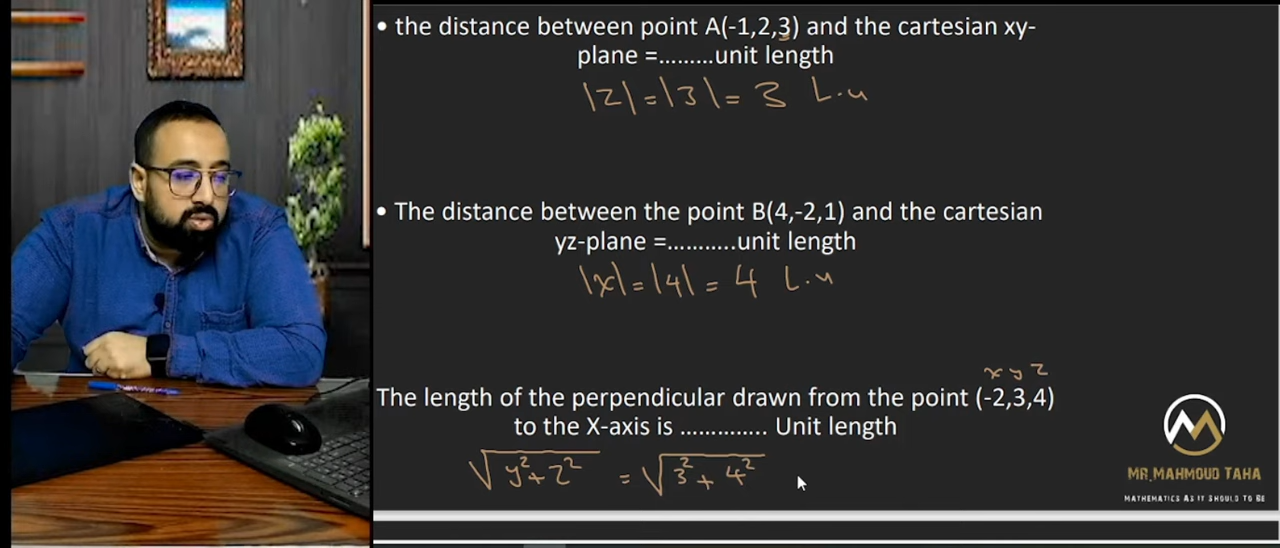 • the distance between point A(-1,2,3) and the cartesian xy-
plane =.........unit length
|z| = |3| = 3 L.u
• The distance between the point B(4,-2,1) and the cartesian
yz-plane =...........unit length
|x| = |4| = 4 L.u
x y z
The length of the perpendicular drawn from the point (-2,3,4)
to the X-axis is ............. Unit length
√(y²+z²) = √(3²+4²)
MR.MAHMOUD TAHA
MATHEMATICS AS IT SHOULD TO BE